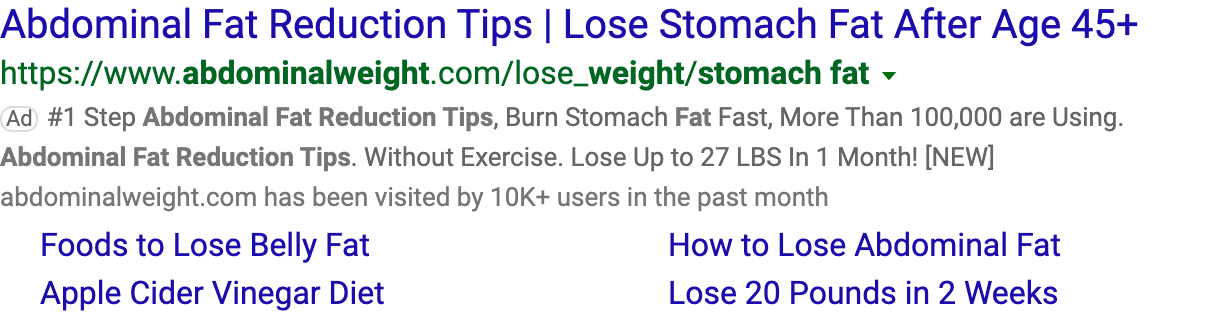 Abdominal Fat Reduction Tips | Lose Stomach Fat After Age 45+
https://www.abdominalweight.com/lose_weight/stomach fat
Ad #1 Step Abdominal Fat Reduction Tips, Burn Stomach Fat Fast, More Than 100,000 are Using.
Abdominal Fat Reduction Tips. Without Exercise. Lose Up to 27 LBS In 1 Month! [NEW]
abdominalweight.com has been visited by 10K+ users in the past month
Foods to Lose Belly Fat How to Lose Abdominal Fat
Apple Cider Vinegar Diet Lose 20 Pounds in 2 Weeks